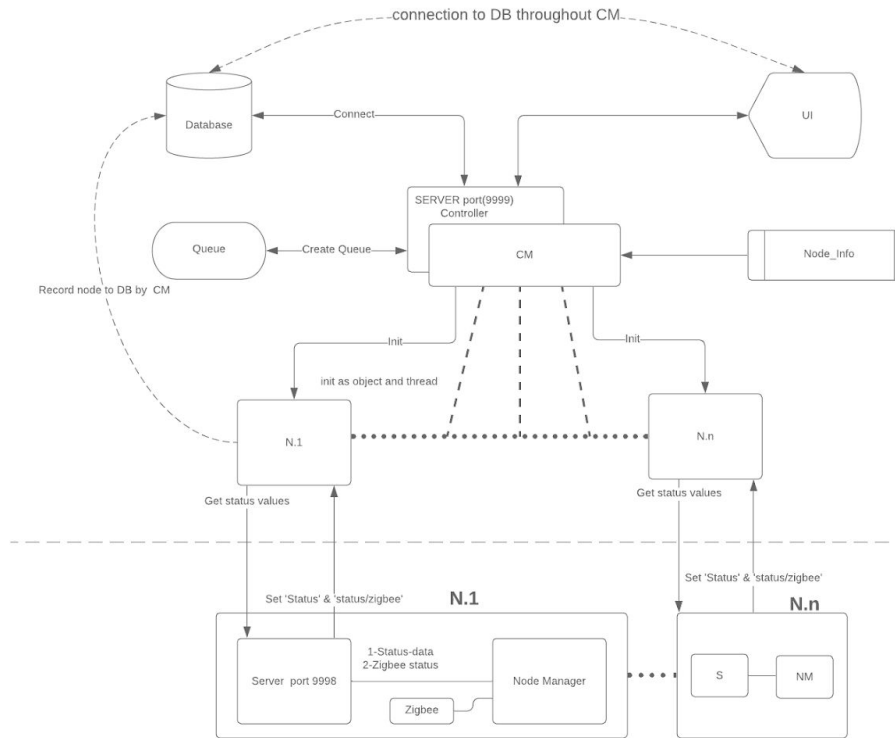 connection to DB throughout CM
Database
Connect
UI
SERVER port(9999)
Controller
Queue
Create Queue
CM
Node_Info
Record node to DB by  CM
Init
Init
init as object and thread
N.1
N.n
Get status values
Get status values
Set 'Status' & 'status/zigbee'
Set 'Status' & 'status/zigbee'
N.1
N.n
1-Status-data
2-Zigbee status
Server  port 9998
Node Manager
Zigbee
S
NM